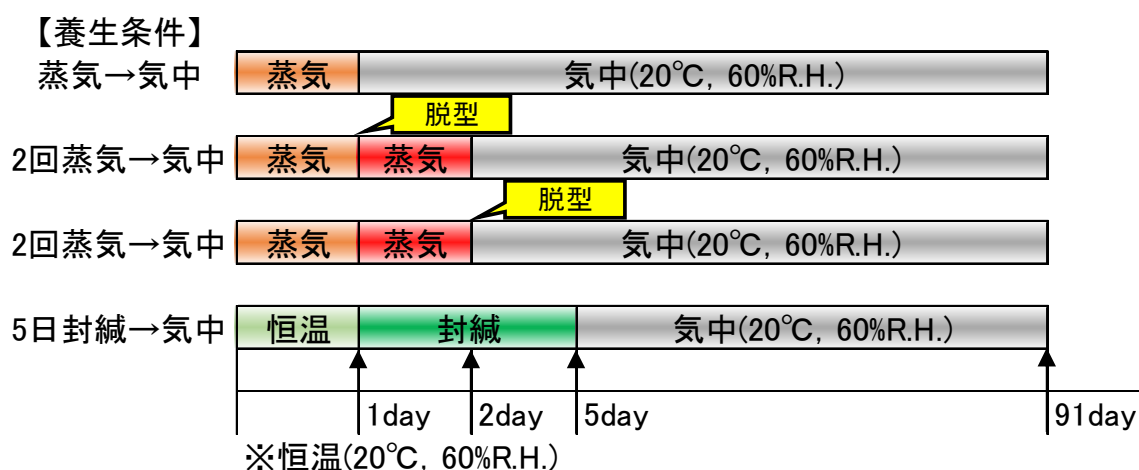 【養生条件】
蒸気→気中 蒸気 気中(20℃, 60%R.H.)
脱型
2回蒸気→気中 蒸気 蒸気 気中(20℃, 60%R.H.)
脱型
2回蒸気→気中 蒸気 蒸気 気中(20℃, 60%R.H.)
5日封緘→気中 恒温 封緘 気中(20℃, 60%R.H.)
1day 2day 5day 91day
※恒温(20℃, 60%R.H.)